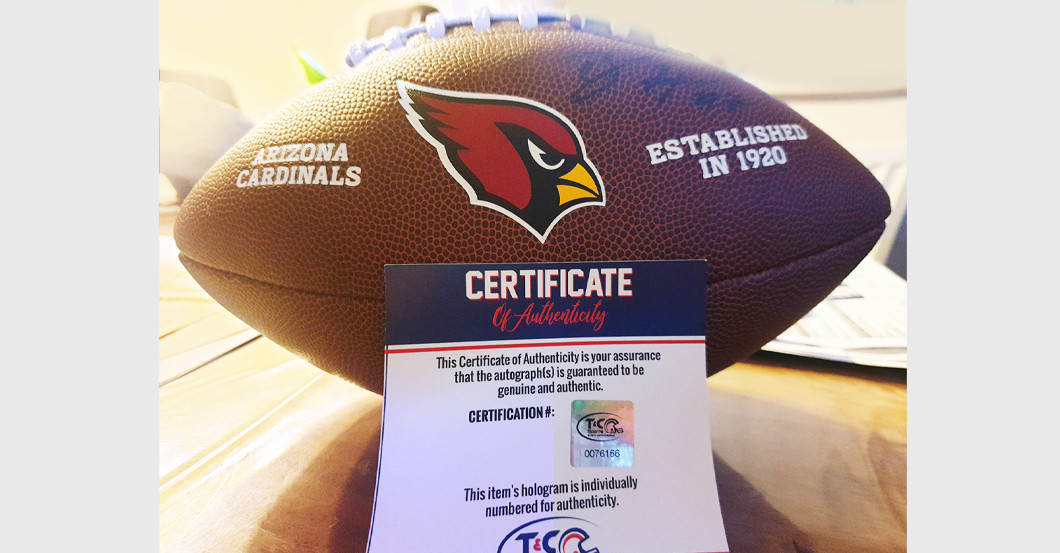 ARIZONA
CARDINALS
ESTABLISHED
IN 1920
CERTIFICATE
Of Authenticity
This Certificate of Authenticity is your assurance
that the autograph(s) is guaranteed to be
genuine and authentic.
CERTIFICATION #:
T&C
0076166
This item's hologram is individually
numbered for authenticity.
T&C